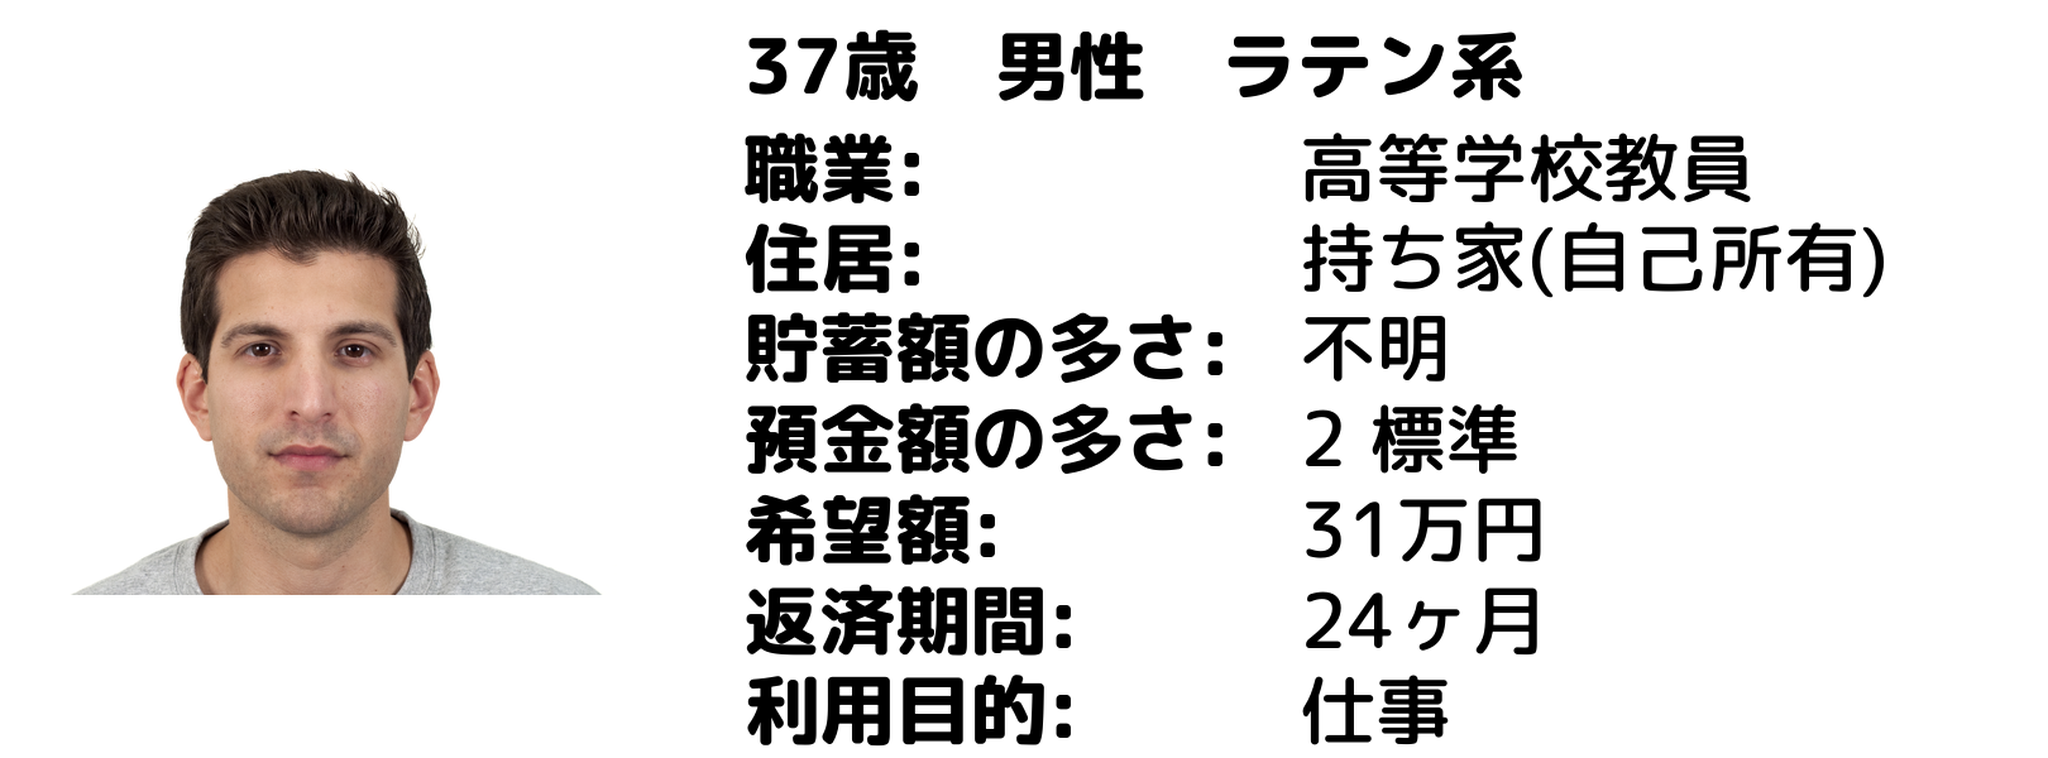 37歳　男性　ラテン系
職業: 高等学校教員
住居: 持ち家(自己所有)
貯蓄額の多さ: 不明
預金額の多さ: 2 標準
希望額: 31万円
返済期間: 24ヶ月
利用目的: 仕事